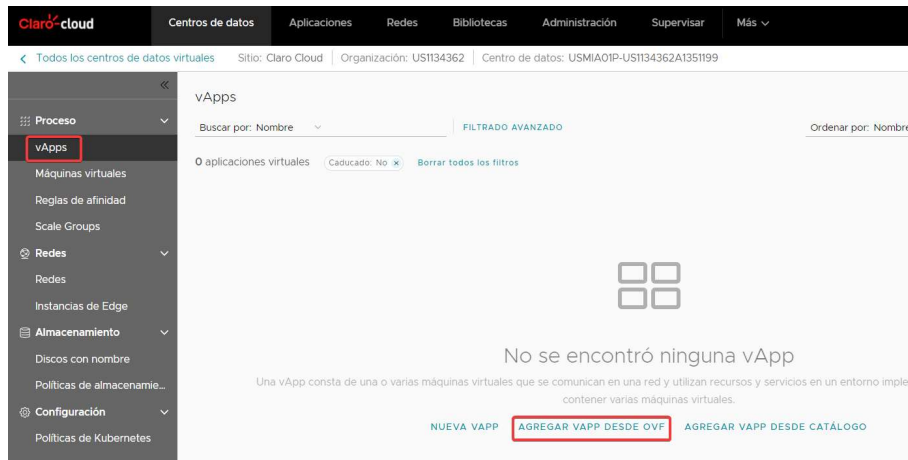 Claro-cloud
Centros de datos Aplicaciones Redes Bibliotecas Administración Supervisar Más
Todos los centros de datos virtuales Sitio: Claro Cloud Organización: US1134362 Centro de datos: USMIA01P-US1134362A1351199
vApps
Proceso
Buscar por: Nombre FILTRADO AVANZADO Ordenar por: Nombre
vApps
0 aplicaciones virtuales Caducado: No × Borrar todos los filtros
Máquinas virtuales
Reglas de afinidad
Scale Groups
Redes
Redes
Instancias de Edge
Almacenamiento
Discos con nombre
No se encontró ninguna vApp
Políticas de almacenamie...
Una vApp consta de una o varias máquinas virtuales que se comunican en una red y utilizan recursos y servicios en un entorno imple
contener varias máquinas virtuales.
Configuración
NUEVA VAPP AGREGAR VAPP DESDE OVF AGREGAR VAPP DESDE CATÁLOGO
Políticas de Kubernetes